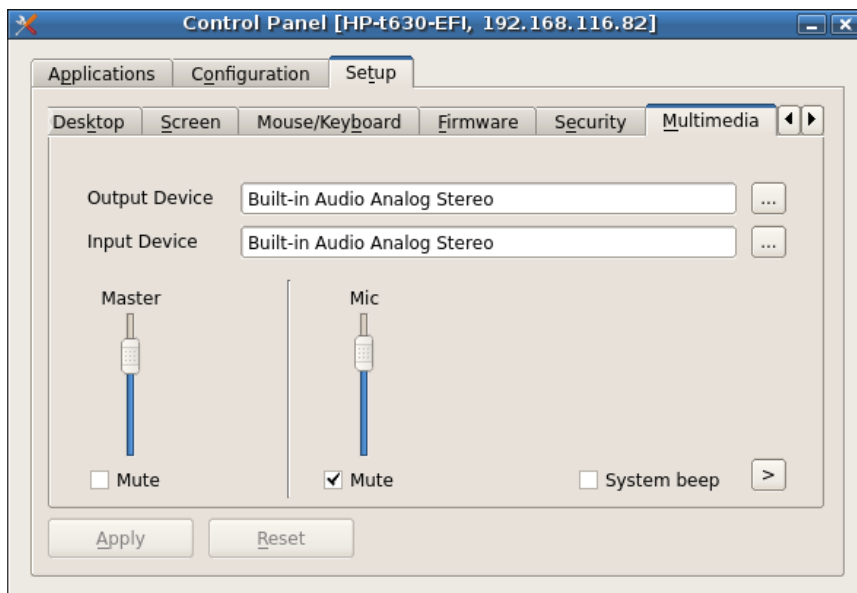 Control Panel [HP-t630-EFI, 192.168.116.82]
Applications Configuration Setup
Desktop Screen Mouse/Keyboard Firmware Security Multimedia
Output Device Built-in Audio Analog Stereo ...
Input Device Built-in Audio Analog Stereo ...
Master Mic
Mute Mute System beep >
Apply Reset